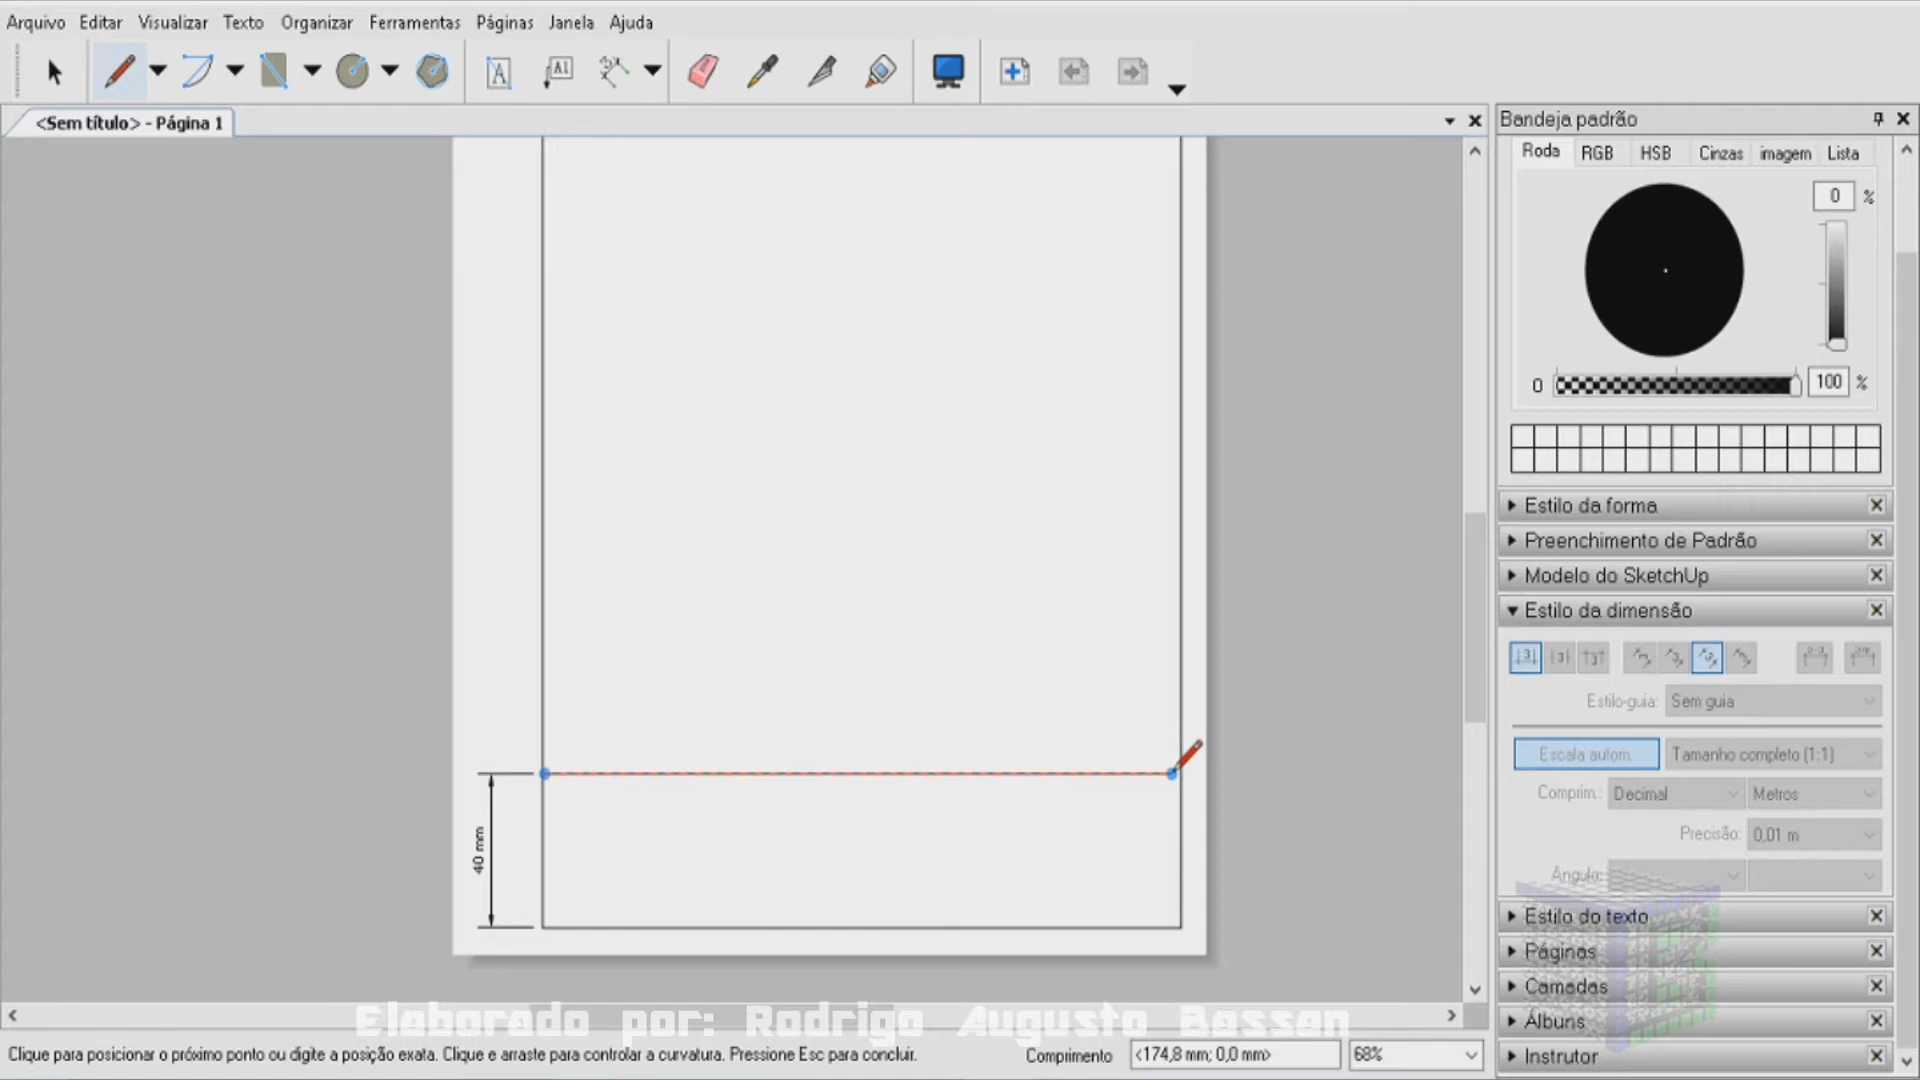 Arquivo Editar Visualizar Texto Organizar Ferramentas Páginas Janela Ajuda
<Sem título> - Página 1
Bandeja padrão
Roda RGB HSB Cinzas imagem Lista
0 %
0 100 %
Estilo da forma
Preenchimento de Padrão
Modelo do SketchUp
Estilo da dimensão
Estilo-guia: Sem guia
Escala autom. Tamanho completo (1:1)
Comprim.: Decimal Metros
Precisão: 0,01 m
Ângulo:
40 mm
Estilo do texto
Páginas
Camadas
Álbuns
Instrutor
Elaborado por: Rodrigo Augusto Bassan
Clique para posicionar o próximo ponto ou digite a posição exata. Clique e arraste para controlar a curvatura. Pressione Esc para concluir. Comprimento <174,8 mm; 0,0 mm> 68%